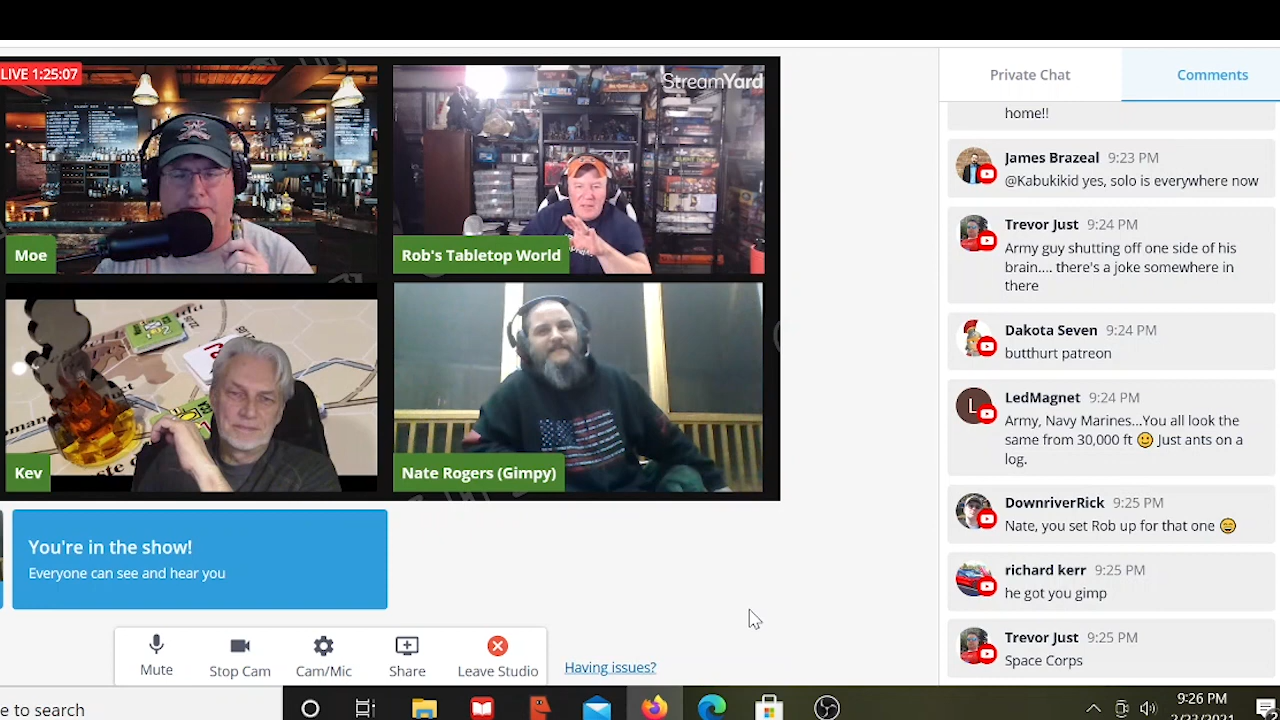 LIVE 1:25:07
StreamYard
Moe
Rob's Tabletop World
Kev
Nate Rogers (Gimpy)
You're in the show!
Everyone can see and hear you
Mute
Stop Cam
Cam/Mic
Share
Leave Studio
Having issues?
Private Chat
Comments
home!!
James Brazeal 9:23 PM
@Kabukikid yes, solo is everywhere now
Trevor Just 9:24 PM
Army guy shutting off one side of his
brain.... there's a joke somewhere in
there
Dakota Seven 9:24 PM
butthurt patreon
LedMagnet 9:24 PM
L
Army, Navy Marines...You all look the
same from 30,000 ft 🙂 Just ants on a
log.
DownriverRick 9:25 PM
Nate, you set Rob up for that one 😄
richard kerr 9:25 PM
he got you gimp
Trevor Just 9:25 PM
Space Corps
e to search
9:26 PM